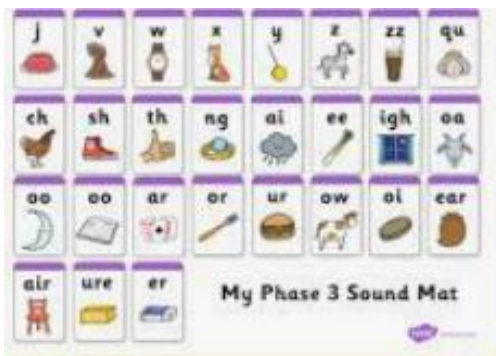 j v w x y z zz qu
ch sh th ng ai ee igh oa
oo oo ar or ur ow oi ear
air ure er
My Phase 3 Sound Mat